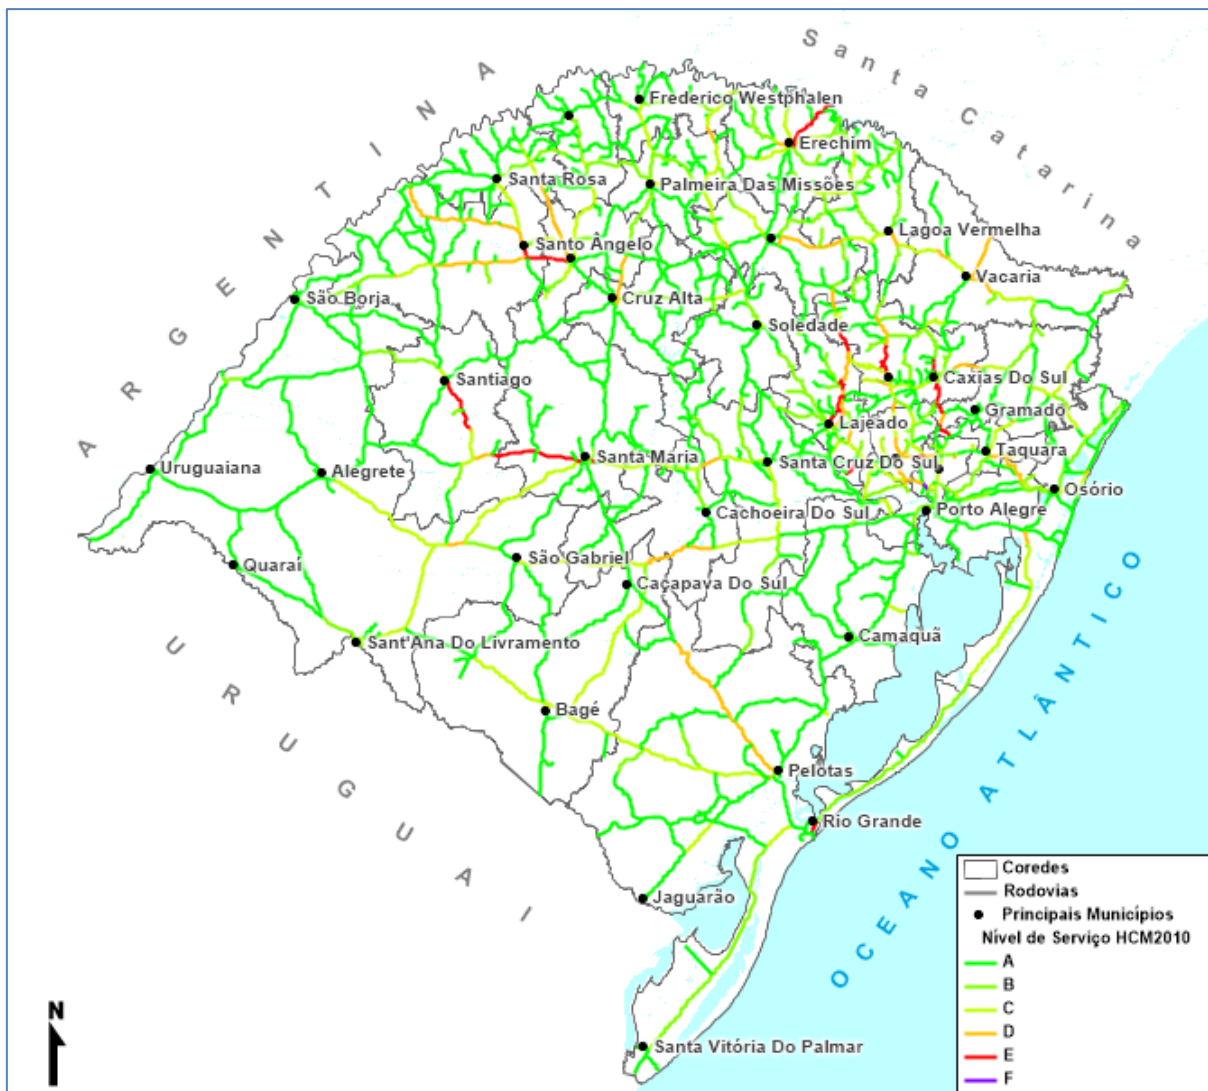 Santa Catarina
ARGENTINA
Frederico Westphalen
Erechim
Santa Rosa
Palmeira Das Missões
Santo Ângelo
Lagoa Vermelha
Vacaria
São Borja
Cruz Alta
Soledade
Santiago
Caxias Do Sul
Gramado
Lajeado
Uruguaiana
Alegrete
Santa Maria
Santa Cruz Do Sul
Taquara
Osório
Cachoeira Do Sul
Porto Alegre
Quaraí
São Gabriel
Caçapava Do Sul
Sant'Ana Do Livramento
Camaquã
URUGUAI
Bagé
Pelotas
OCEANO ATLÂNTICO
Rio Grande
Jaguarão
Santa Vitória Do Palmar
N
Coredes
Rodovias
Principais Municípios
Nível de Serviço HCM2010
A
B
C
D
E
F